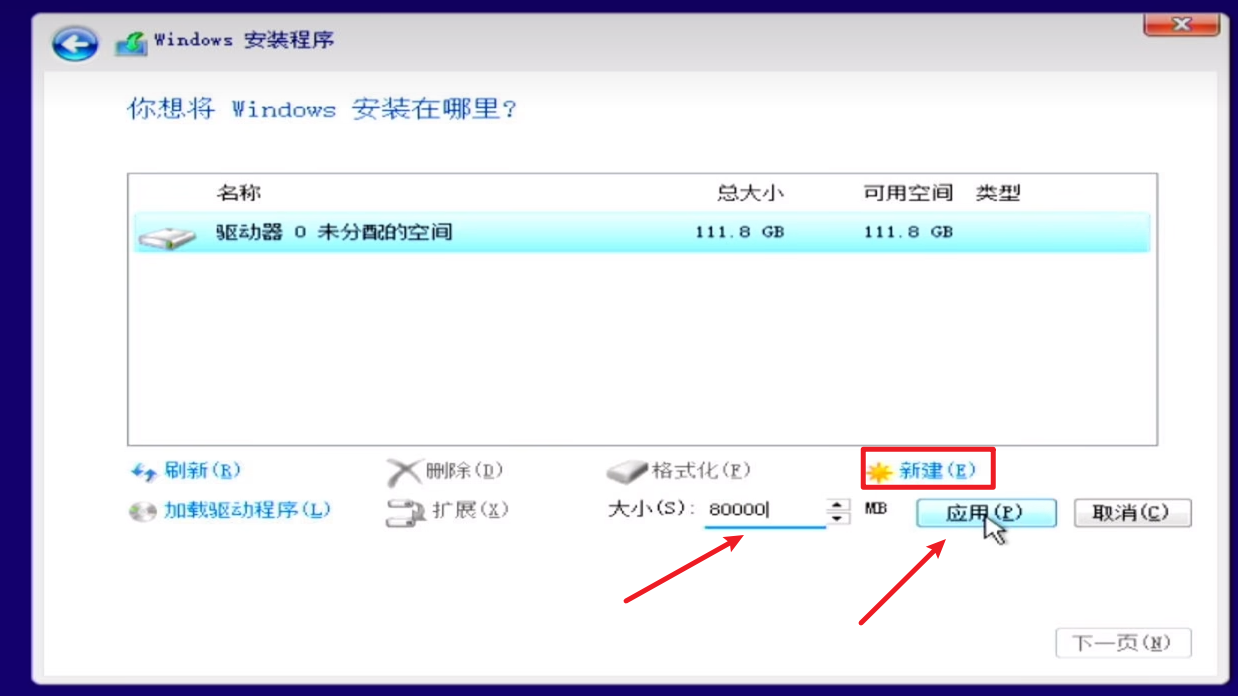 Windows 安装程序
你想将 Windows 安装在哪里?
名称 总大小 可用空间 类型
驱动器 0 未分配的空间 111.8 GB 111.8 GB
刷新(R) 删除(D) 格式化(F) 新建(E)
加载驱动程序(L) 扩展(X) 大小(S): 80000 MB 应用(P) 取消(C)
下一页(N)